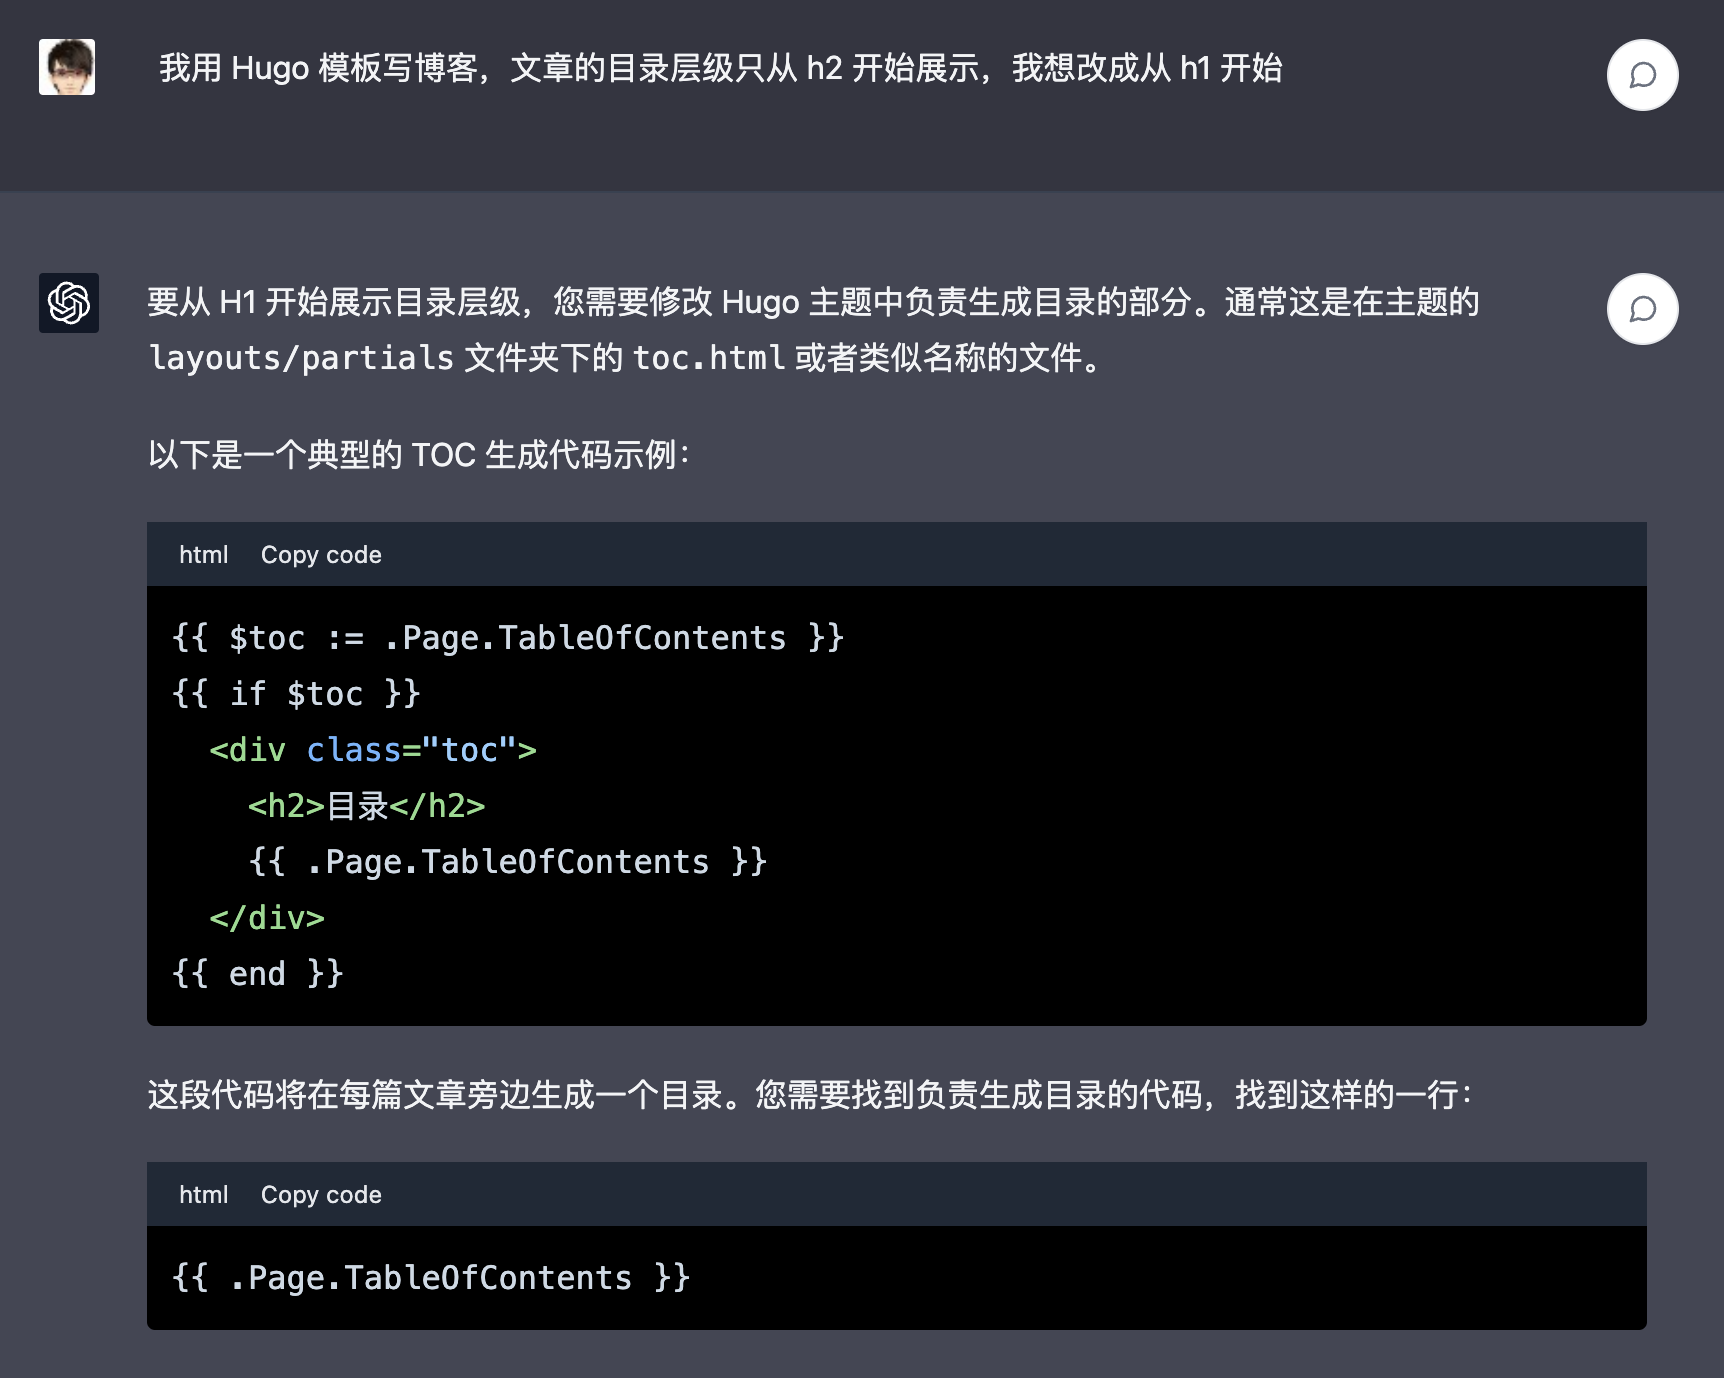 我用 Hugo 模板写博客，文章的目录层级只从 h2 开始展示，我想改成从 h1 开始
要从 H1 开始展示目录层级，您需要修改 Hugo 主题中负责生成目录的部分。通常这是在主题的
layouts/partials 文件夹下的 toc.html 或者类似名称的文件。
以下是一个典型的 TOC 生成代码示例：
html Copy code
{{ $toc := .Page.TableOfContents }}
{{ if $toc }}
  <div class="toc">
    <h2>目录</h2>
    {{ .Page.TableOfContents }}
  </div>
{{ end }}
这段代码将在每篇文章旁边生成一个目录。您需要找到负责生成目录的代码，找到这样的一行：
html Copy code
{{ .Page.TableOfContents }}